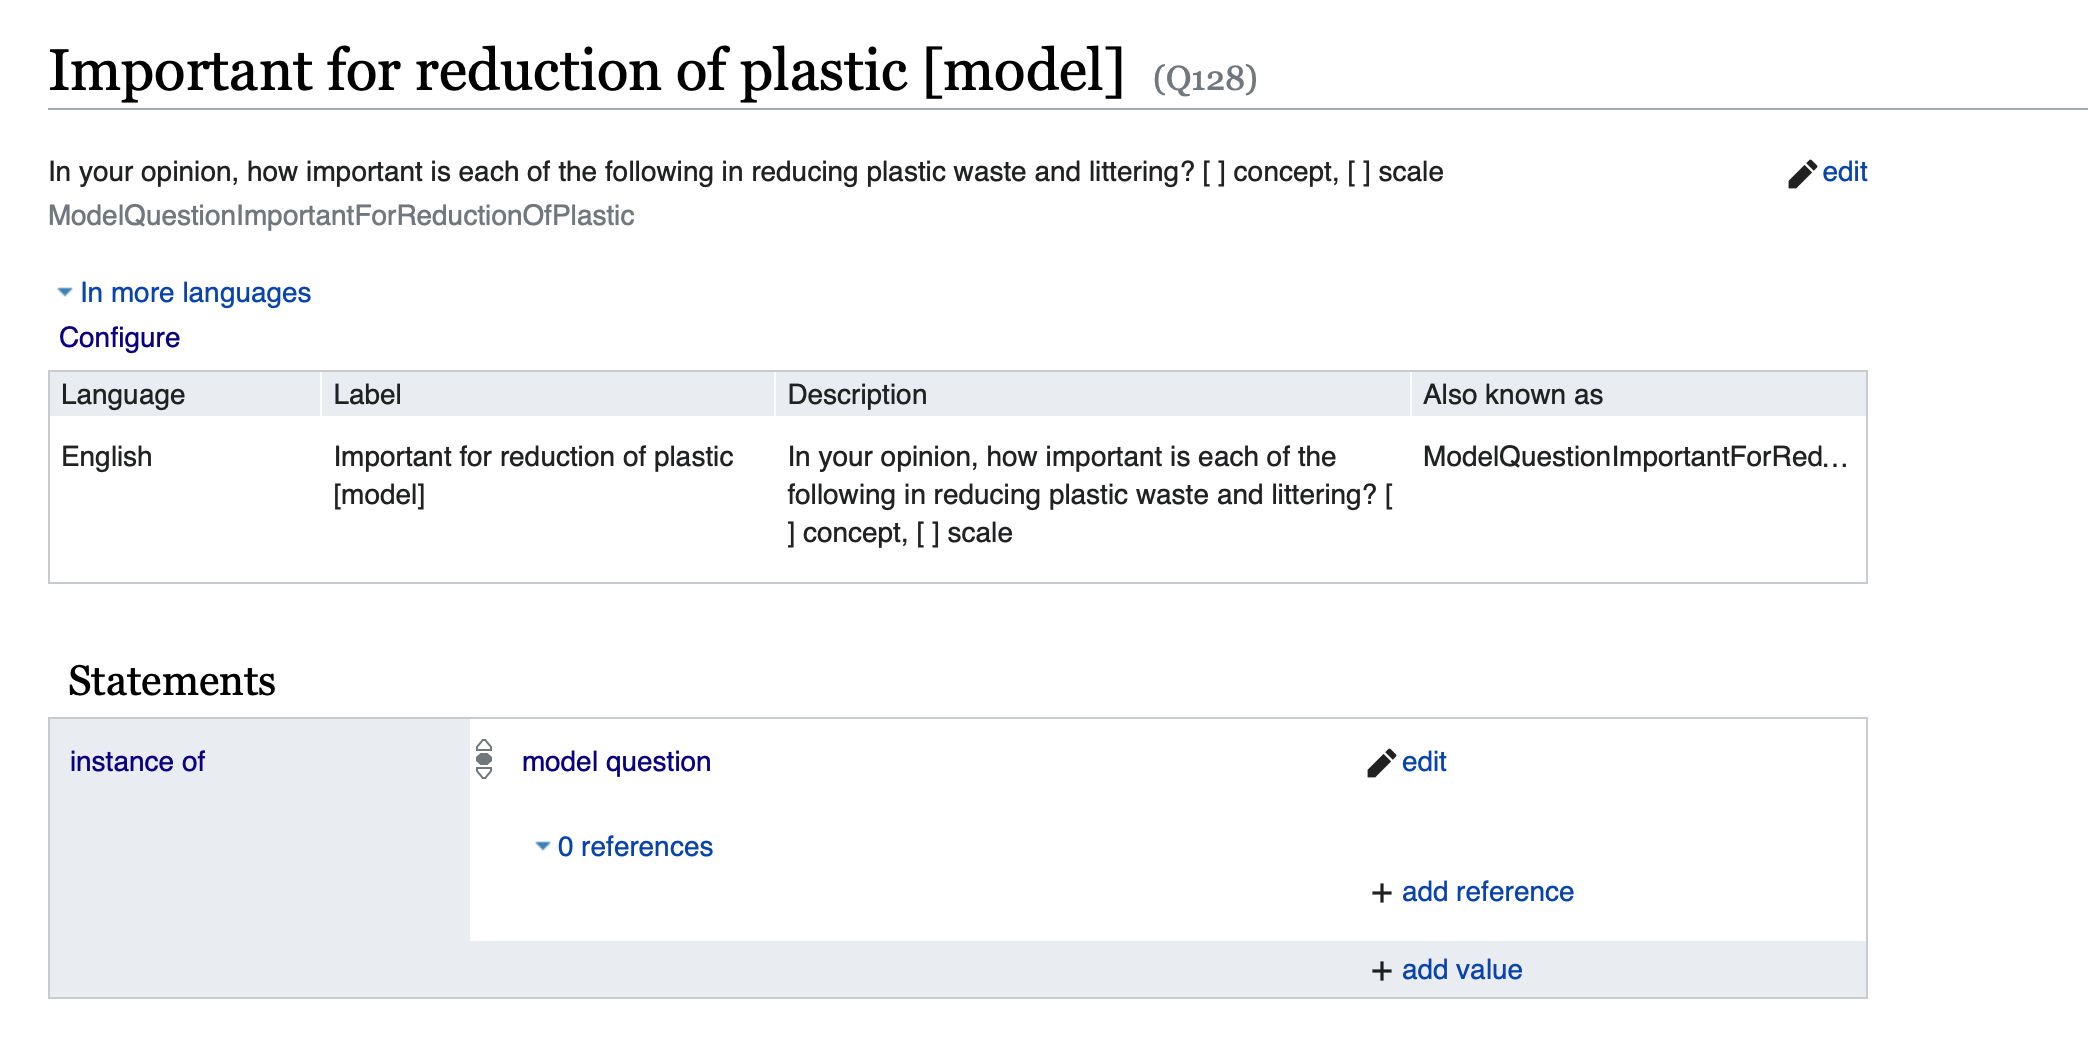 Important for reduction of plastic [model] (Q128)
In your opinion, how important is each of the following in reducing plastic waste and littering? [ ] concept, [ ] scale
edit
ModelQuestionImportantForReductionOfPlastic
In more languages
Configure
Language Label Description Also known as
English Important for reduction of plastic In your opinion, how important is each of the ModelQuestionImportantForRed...
[model] following in reducing plastic waste and littering? [
] concept, [ ] scale
Statements
instance of model question edit
0 references
+ add reference
+ add value